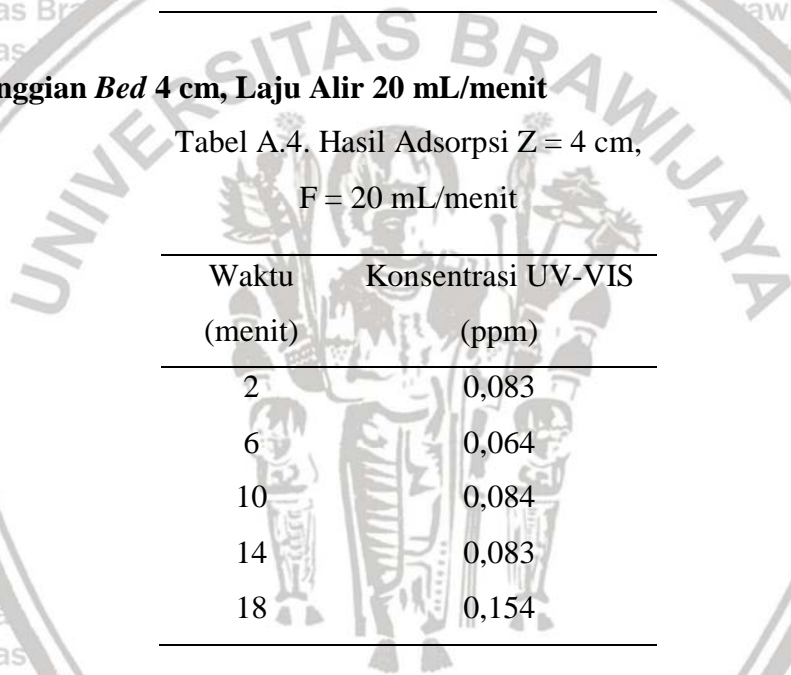 UNIVERSITAS BRAWIJAYA
nggian Bed 4 cm, Laju Alir 20 mL/menit
Tabel A.4. Hasil Adsorpsi Z = 4 cm,
F = 20 mL/menit
Waktu Konsentrasi UV-VIS
(menit) (ppm)
2 0,083
6 0,064
10 0,084
14 0,083
18 0,154